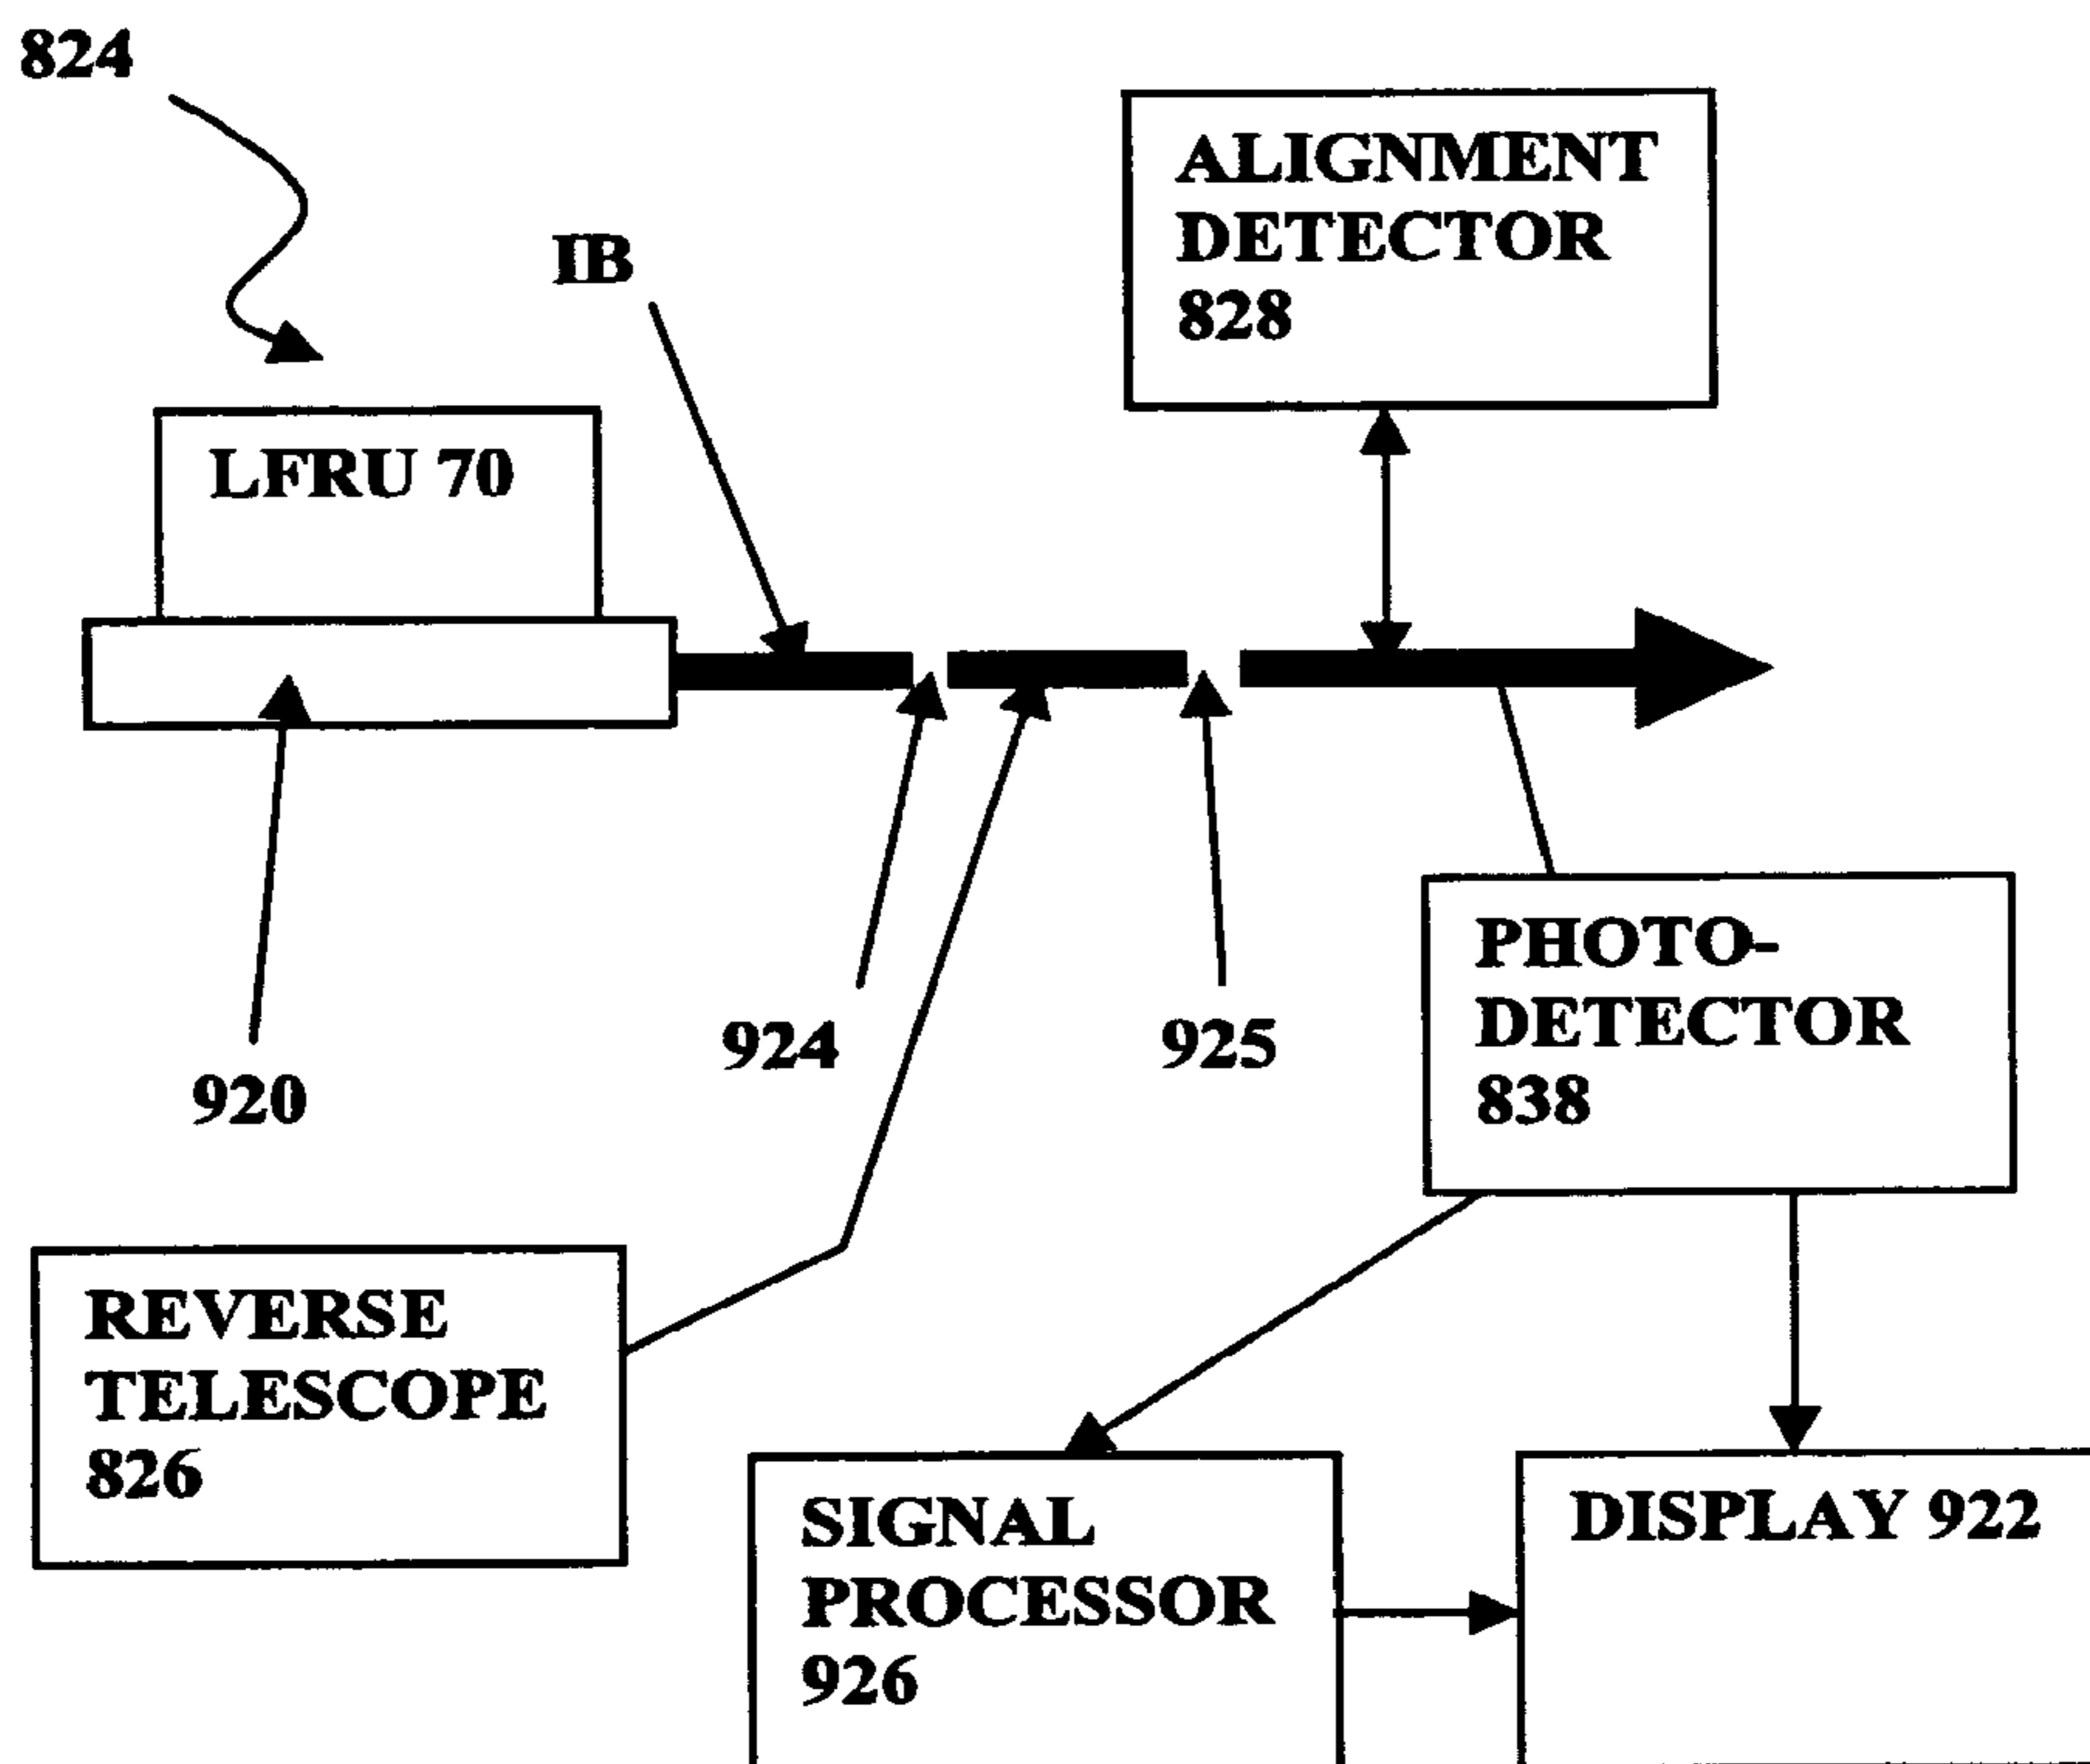 824
ALIGNMENT
DETECTOR
828
IB
LFRU 70
PHOTO-
DETECTOR
838
924
925
920
REVERSE
TELESCOPE
826
SIGNAL
PROCESSOR
926
DISPLAY 922